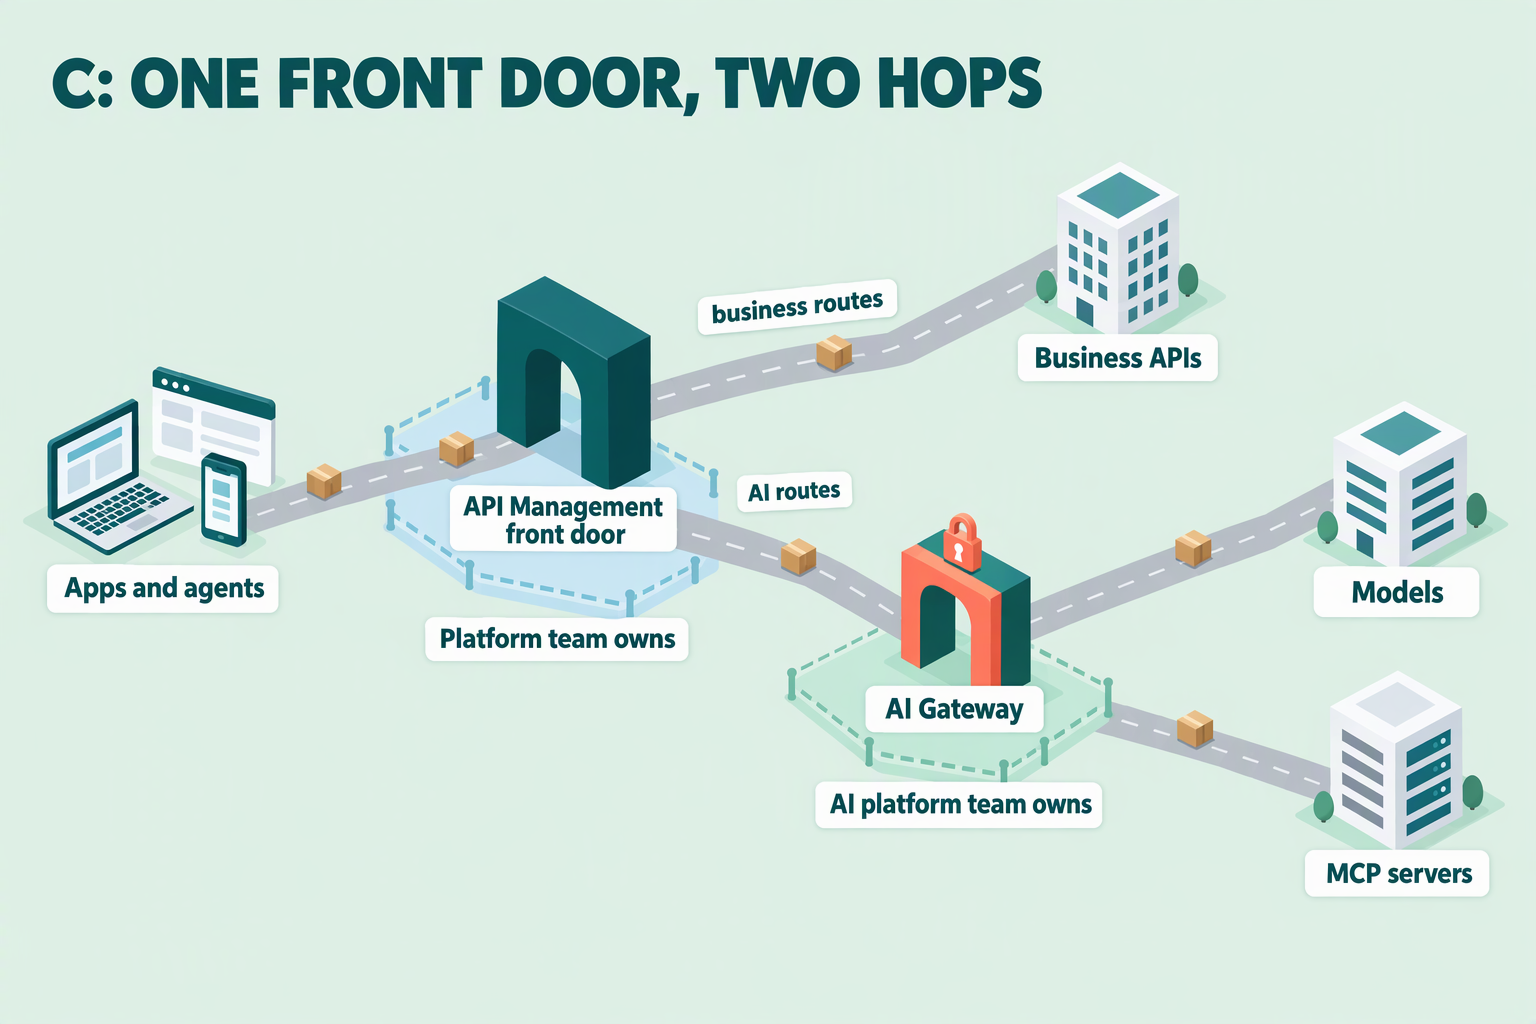 C: ONE FRONT DOOR, TWO HOPS
business routes
Business APIs
AI routes
API Management
front door
Apps and agents
Platform team owns
Models
AI Gateway
AI platform team owns
MCP servers